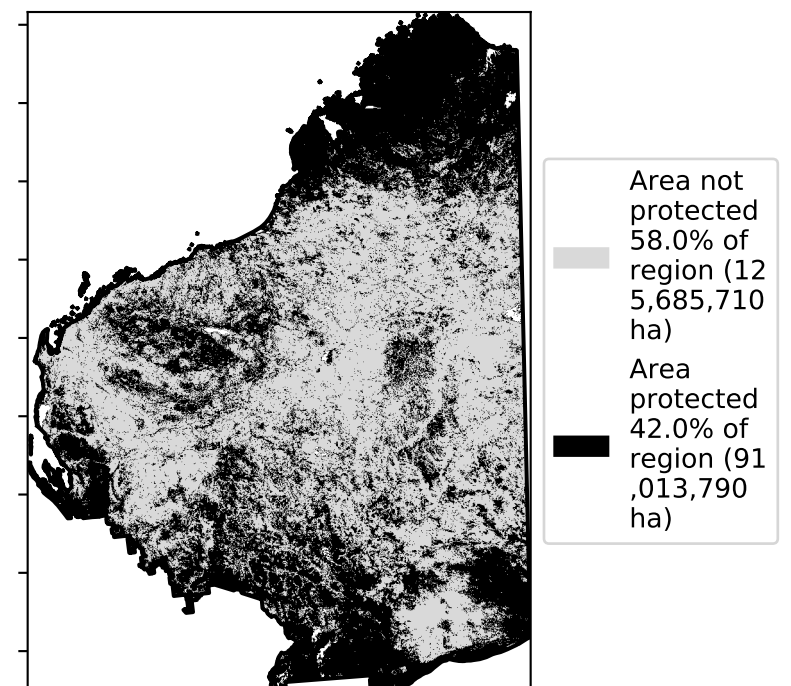 Area not
protected
58.0% of
region (12
5,685,710
ha)
Area
protected
42.0% of
region (91
,013,790
ha)